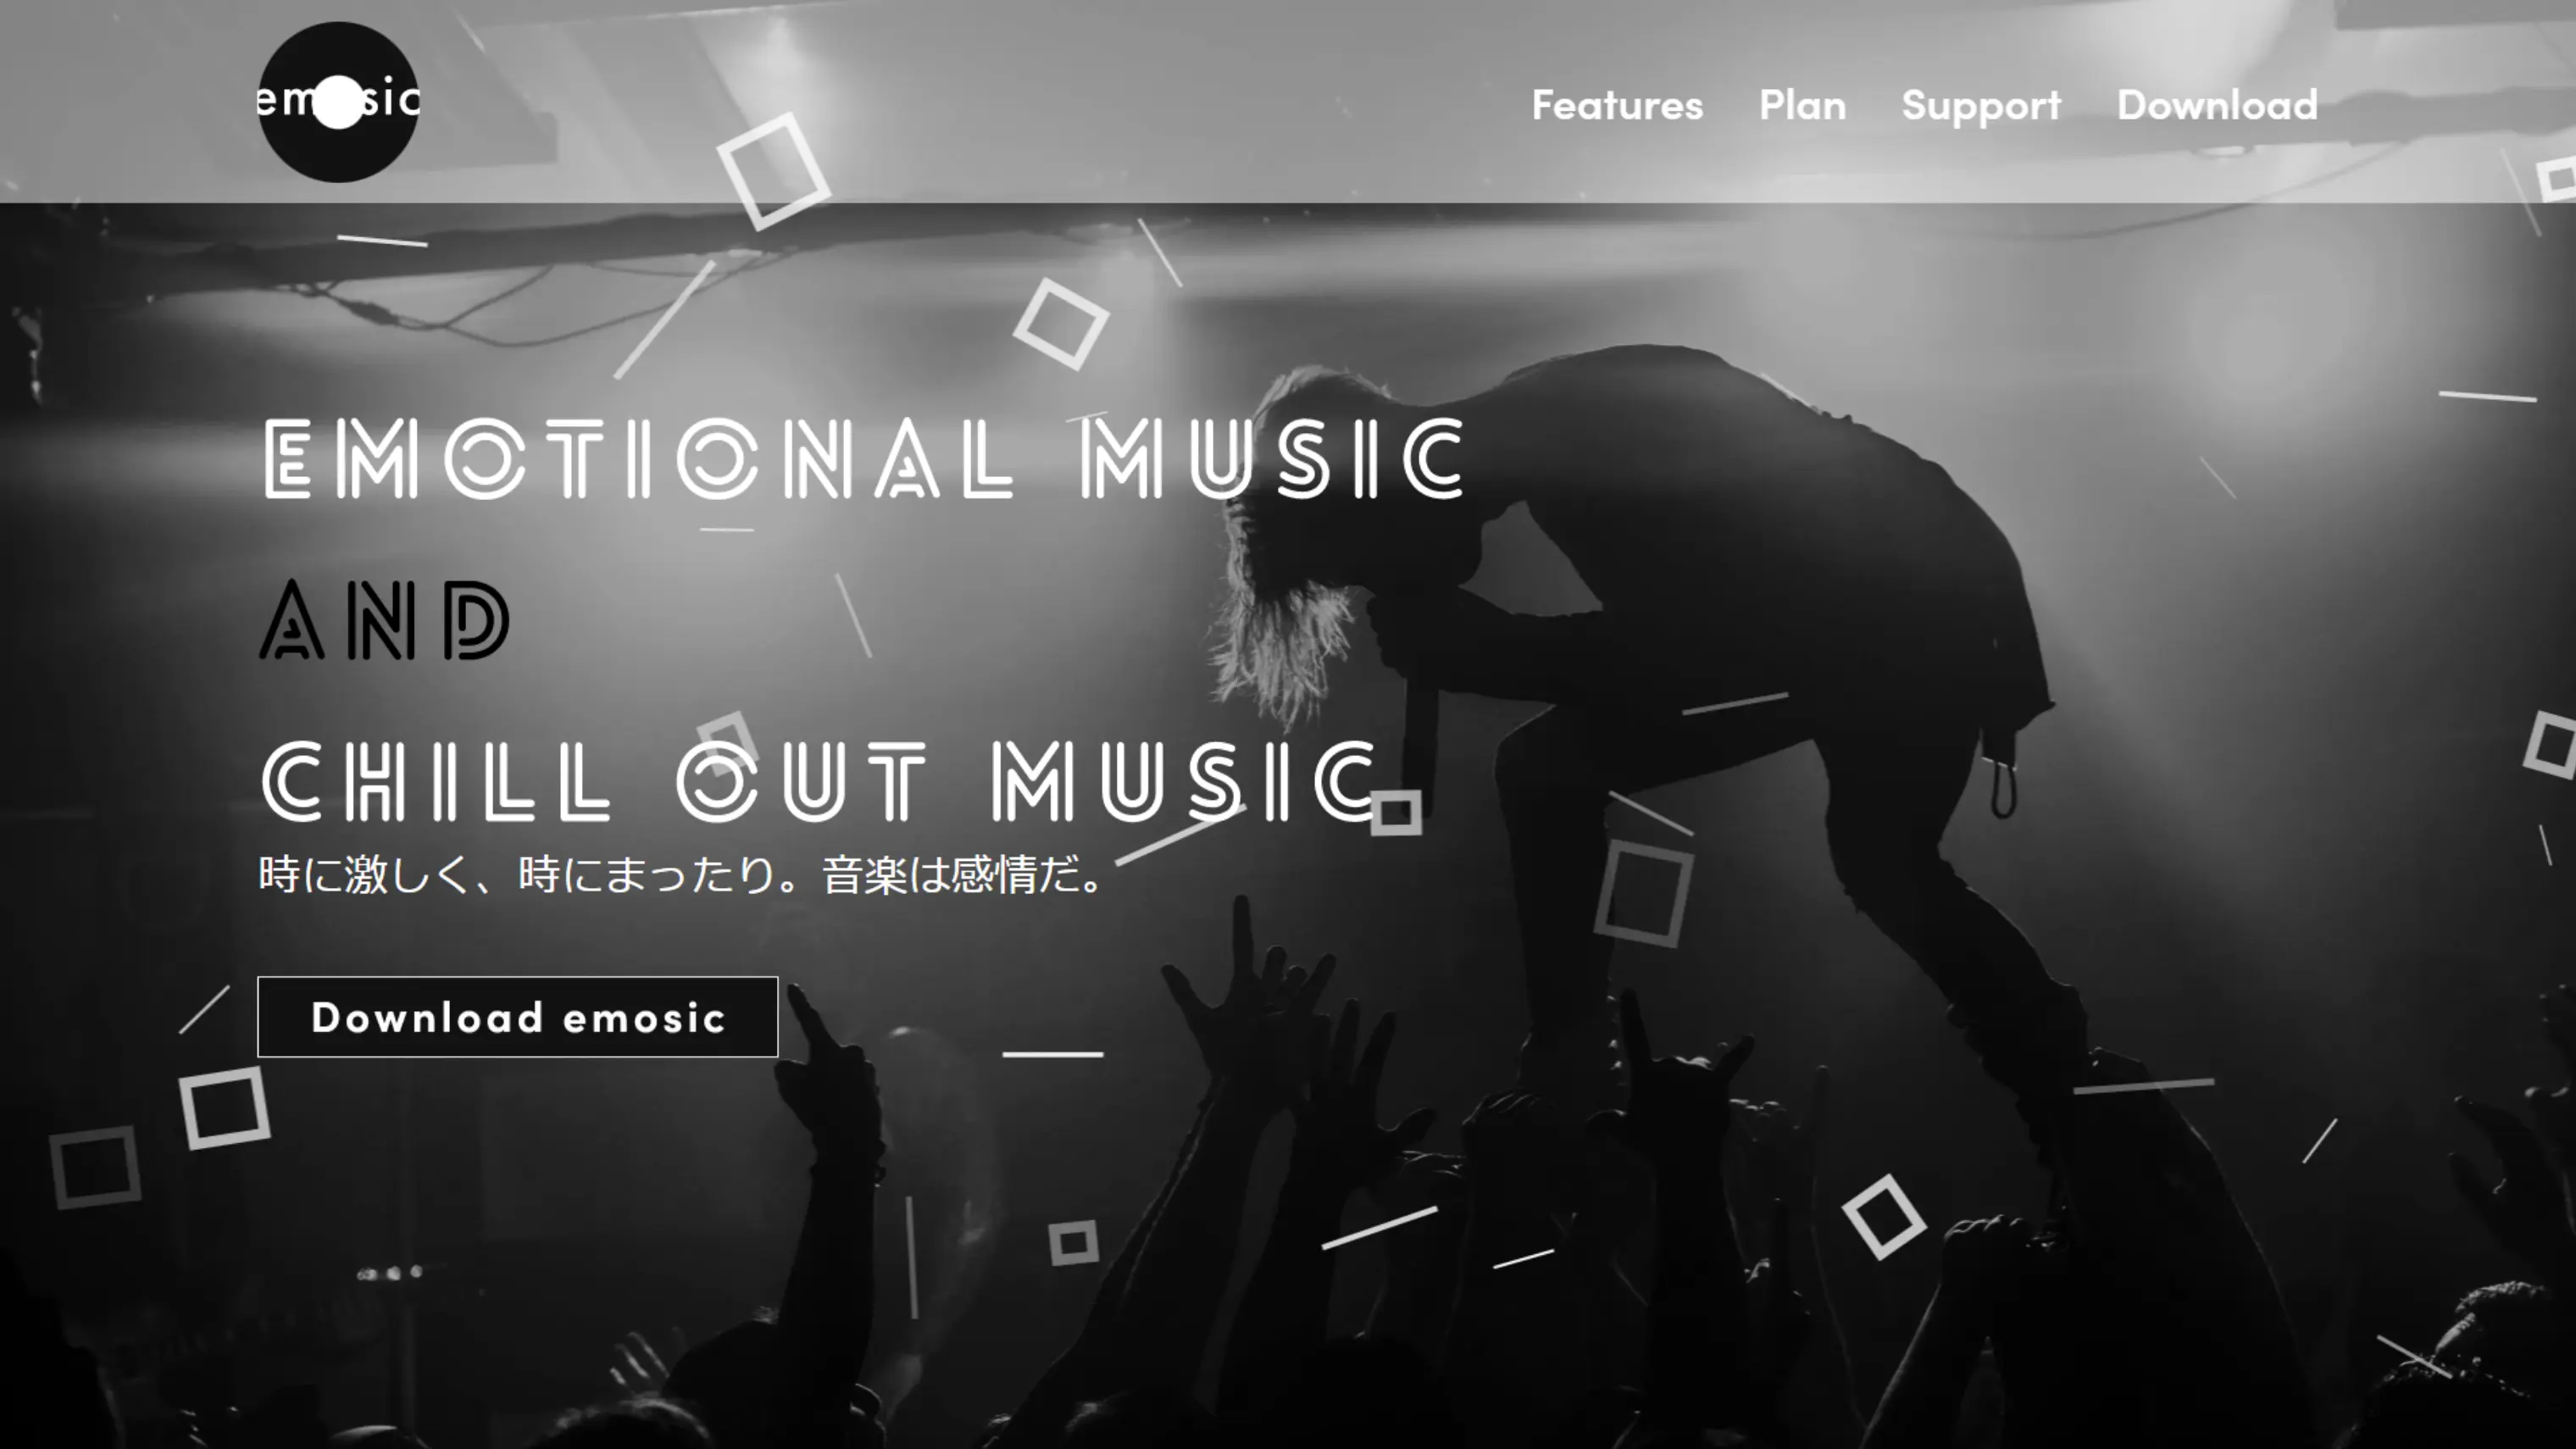 emosic
Features Plan Support Download
EMOTIONAL MUSIC
AND
CHILL OUT MUSIC
時に激しく、時にまったり。音楽は感情だ。
Download emosic